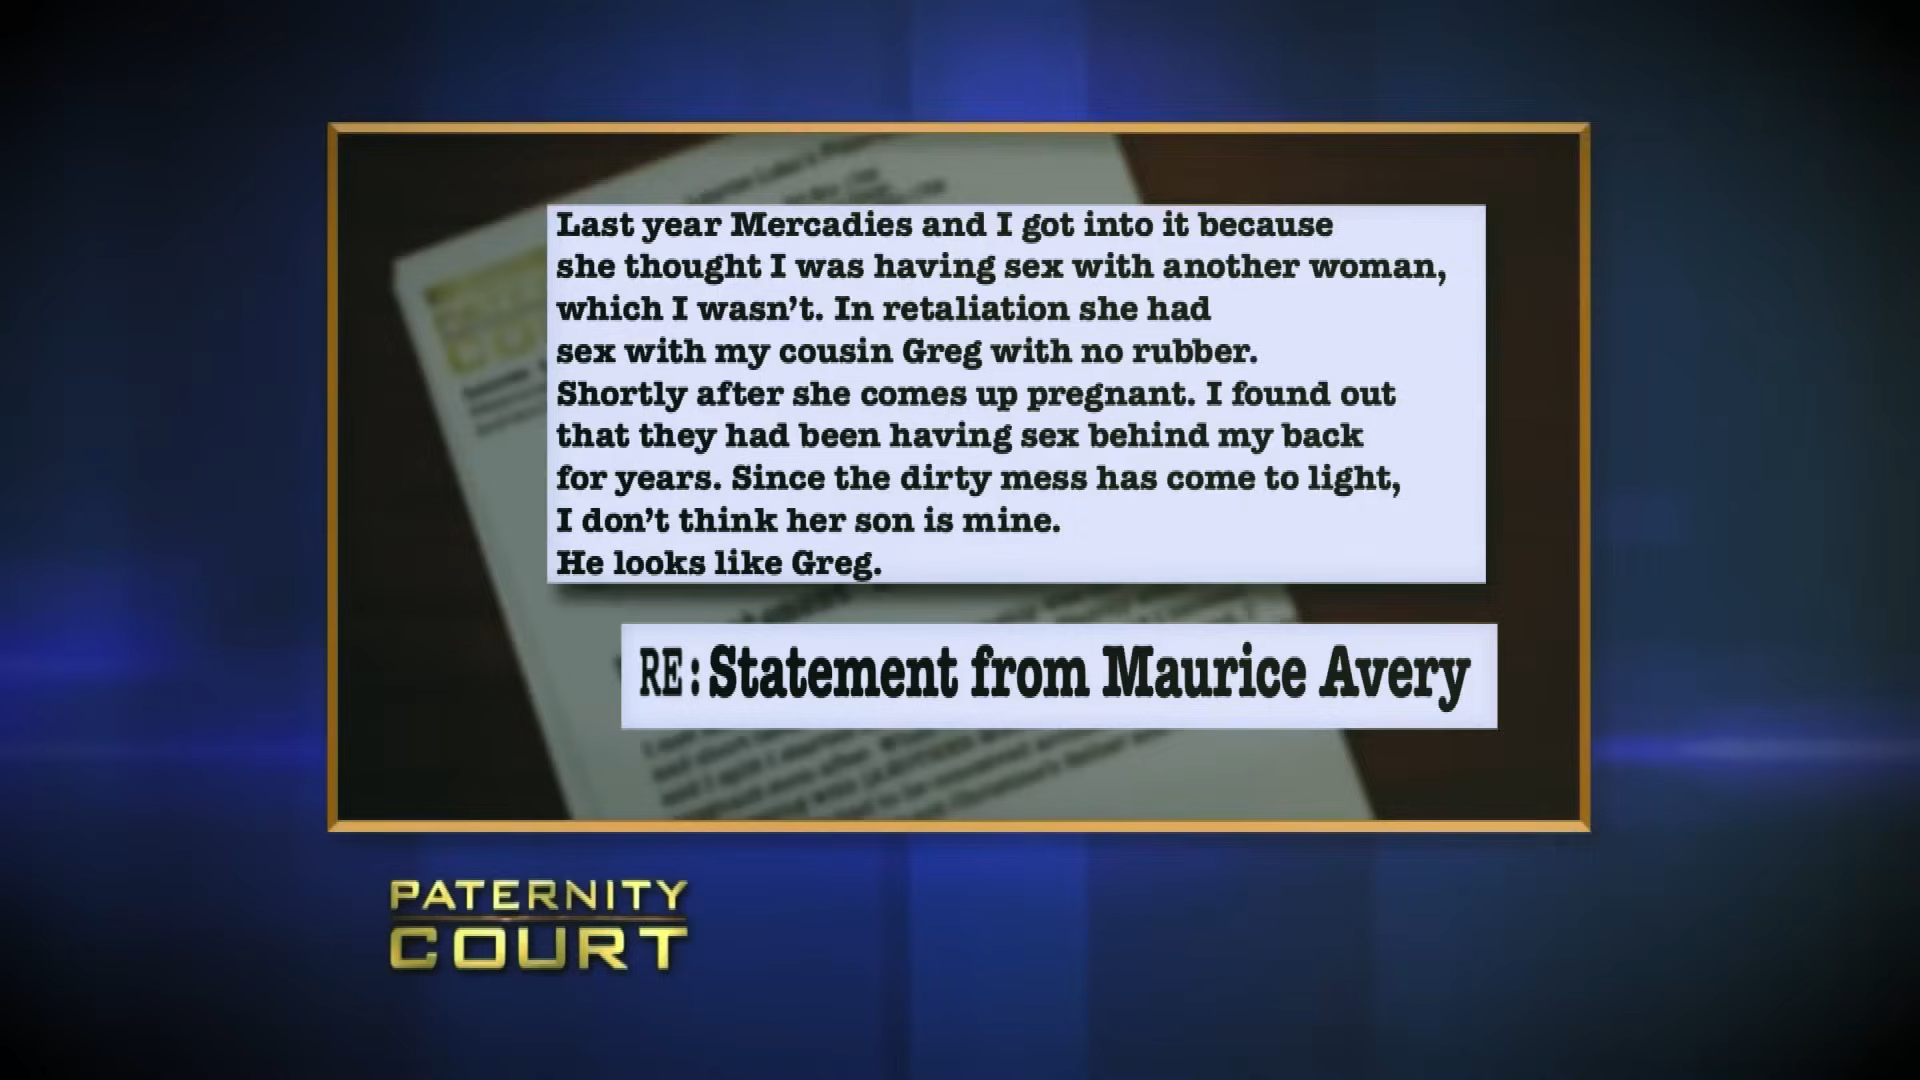 Last year Mercadies and I got into it because
she thought I was having sex with another woman,
which I wasn't. In retaliation she had
sex with my cousin Greg with no rubber.
Shortly after she comes up pregnant. I found out
that they had been having sex behind my back
for years. Since the dirty mess has come to light,
I don't think her son is mine.
He looks like Greg.
RE: Statement from Maurice Avery
PATERNITY
COURT